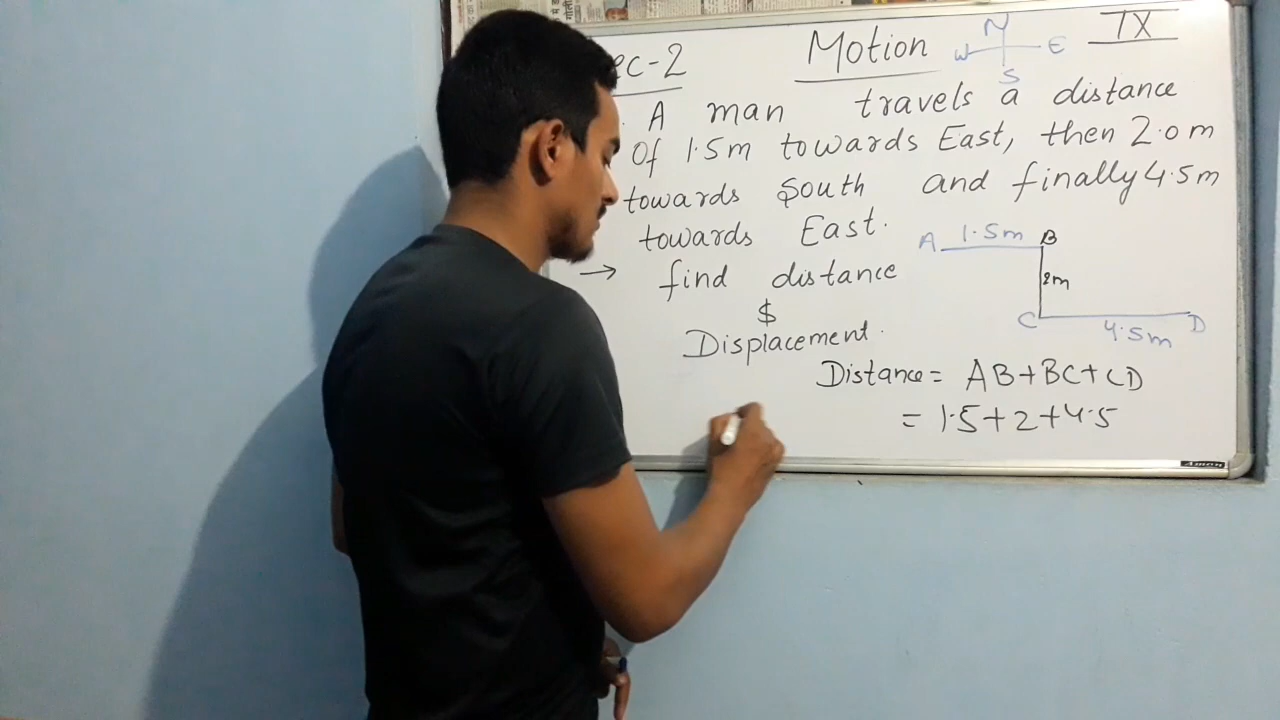 ec-2 Motion IX
N
W E
S
A man travels a distance
of 1.5m towards East, then 2.0m
towards South and finally 4.5m
towards East.
→ find distance
$
Displacement.
A 1.5m B
2m
C 4.5m D
Distance = AB+BC+CD
= 1.5+2+4.5